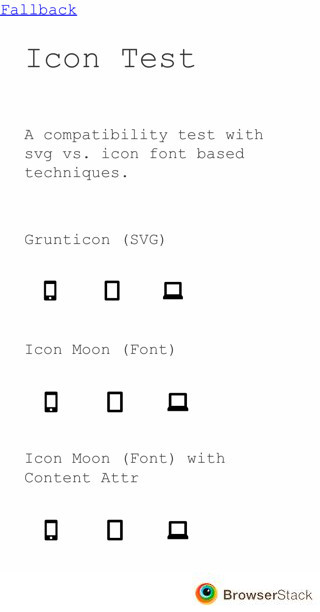 Fallback
Icon Test
A compatibility test with
svg vs. icon font based
techniques.
Grunticon (SVG)
Icon Moon (Font)
Icon Moon (Font) with
Content Attr
BrowserStack